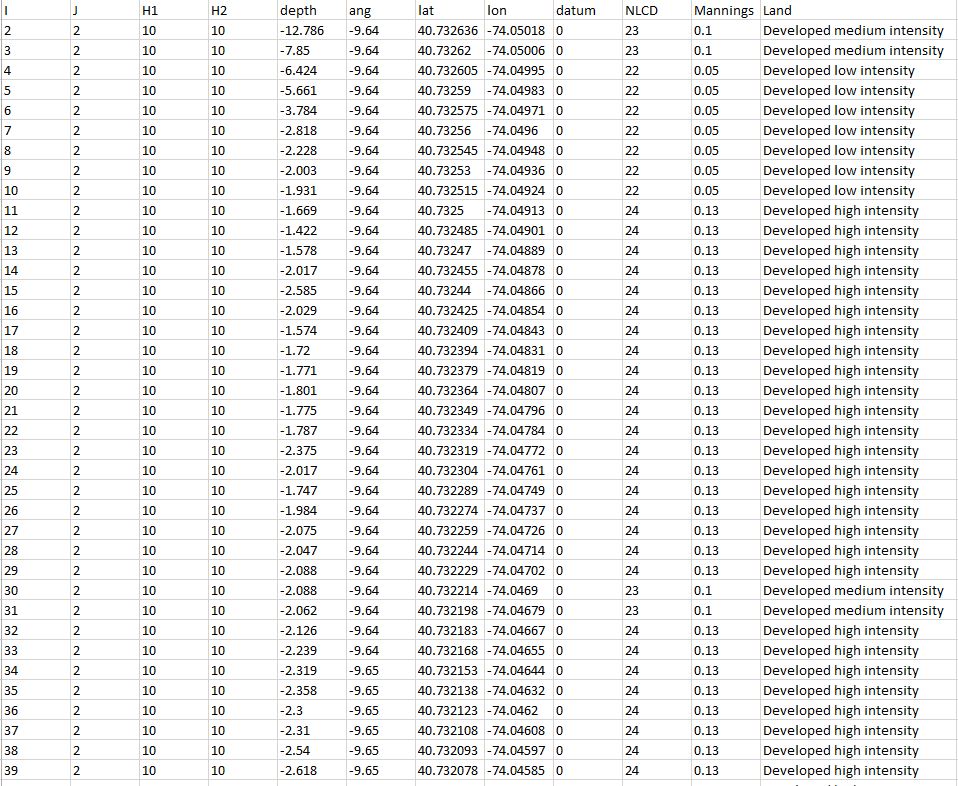 I J H1 H2 depth ang lat lon datum NLCD Mannings Land
2 2 10 10 -12.786 -9.64 40.732636 -74.05018 0 23 0.1 Developed medium intensity
3 2 10 10 -7.85 -9.64 40.73262 -74.05006 0 23 0.1 Developed medium intensity
4 2 10 10 -6.424 -9.64 40.732605 -74.04995 0 22 0.05 Developed low intensity
5 2 10 10 -5.661 -9.64 40.73259 -74.04983 0 22 0.05 Developed low intensity
6 2 10 10 -3.784 -9.64 40.732575 -74.04971 0 22 0.05 Developed low intensity
7 2 10 10 -2.818 -9.64 40.73256 -74.0496 0 22 0.05 Developed low intensity
8 2 10 10 -2.228 -9.64 40.732545 -74.04948 0 22 0.05 Developed low intensity
9 2 10 10 -2.003 -9.64 40.73253 -74.04936 0 22 0.05 Developed low intensity
10 2 10 10 -1.931 -9.64 40.732515 -74.04924 0 22 0.05 Developed low intensity
11 2 10 10 -1.669 -9.64 40.7325 -74.04913 0 24 0.13 Developed high intensity
12 2 10 10 -1.422 -9.64 40.732485 -74.04901 0 24 0.13 Developed high intensity
13 2 10 10 -1.578 -9.64 40.73247 -74.04889 0 24 0.13 Developed high intensity
14 2 10 10 -2.017 -9.64 40.732455 -74.04878 0 24 0.13 Developed high intensity
15 2 10 10 -2.585 -9.64 40.73244 -74.04866 0 24 0.13 Developed high intensity
16 2 10 10 -2.029 -9.64 40.732425 -74.04854 0 24 0.13 Developed high intensity
17 2 10 10 -1.574 -9.64 40.732409 -74.04843 0 24 0.13 Developed high intensity
18 2 10 10 -1.72 -9.64 40.732394 -74.04831 0 24 0.13 Developed high intensity
19 2 10 10 -1.771 -9.64 40.732379 -74.04819 0 24 0.13 Developed high intensity
20 2 10 10 -1.801 -9.64 40.732364 -74.04807 0 24 0.13 Developed high intensity
21 2 10 10 -1.775 -9.64 40.732349 -74.04796 0 24 0.13 Developed high intensity
22 2 10 10 -1.787 -9.64 40.732334 -74.04784 0 24 0.13 Developed high intensity
23 2 10 10 -2.375 -9.64 40.732319 -74.04772 0 24 0.13 Developed high intensity
24 2 10 10 -2.017 -9.64 40.732304 -74.04761 0 24 0.13 Developed high intensity
25 2 10 10 -1.747 -9.64 40.732289 -74.04749 0 24 0.13 Developed high intensity
26 2 10 10 -1.984 -9.64 40.732274 -74.04737 0 24 0.13 Developed high intensity
27 2 10 10 -2.075 -9.64 40.732259 -74.04726 0 24 0.13 Developed high intensity
28 2 10 10 -2.047 -9.64 40.732244 -74.04714 0 24 0.13 Developed high intensity
29 2 10 10 -2.088 -9.64 40.732229 -74.04702 0 24 0.13 Developed high intensity
30 2 10 10 -2.088 -9.64 40.732214 -74.0469 0 23 0.1 Developed medium intensity
31 2 10 10 -2.062 -9.64 40.732198 -74.04679 0 23 0.1 Developed medium intensity
32 2 10 10 -2.126 -9.64 40.732183 -74.04667 0 24 0.13 Developed high intensity
33 2 10 10 -2.239 -9.64 40.732168 -74.04655 0 24 0.13 Developed high intensity
34 2 10 10 -2.319 -9.65 40.732153 -74.04644 0 24 0.13 Developed high intensity
35 2 10 10 -2.358 -9.65 40.732138 -74.04632 0 24 0.13 Developed high intensity
36 2 10 10 -2.3 -9.65 40.732123 -74.0462 0 24 0.13 Developed high intensity
37 2 10 10 -2.31 -9.65 40.732108 -74.04608 0 24 0.13 Developed high intensity
38 2 10 10 -2.54 -9.65 40.732093 -74.04597 0 24 0.13 Developed high intensity
39 2 10 10 -2.618 -9.65 40.732078 -74.04585 0 24 0.13 Developed high intensity